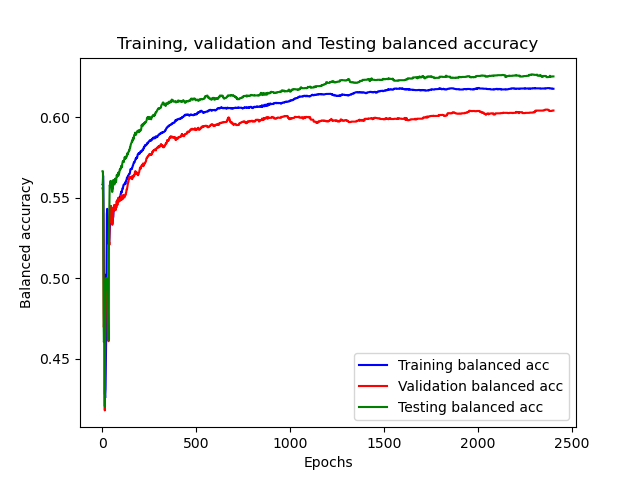 Training, validation and Testing balanced accuracy
Balanced accuracy
0.60
0.55
0.50
0.45
0
500
1000
1500
2000
2500
Epochs
Training balanced acc
Validation balanced acc
Testing balanced acc